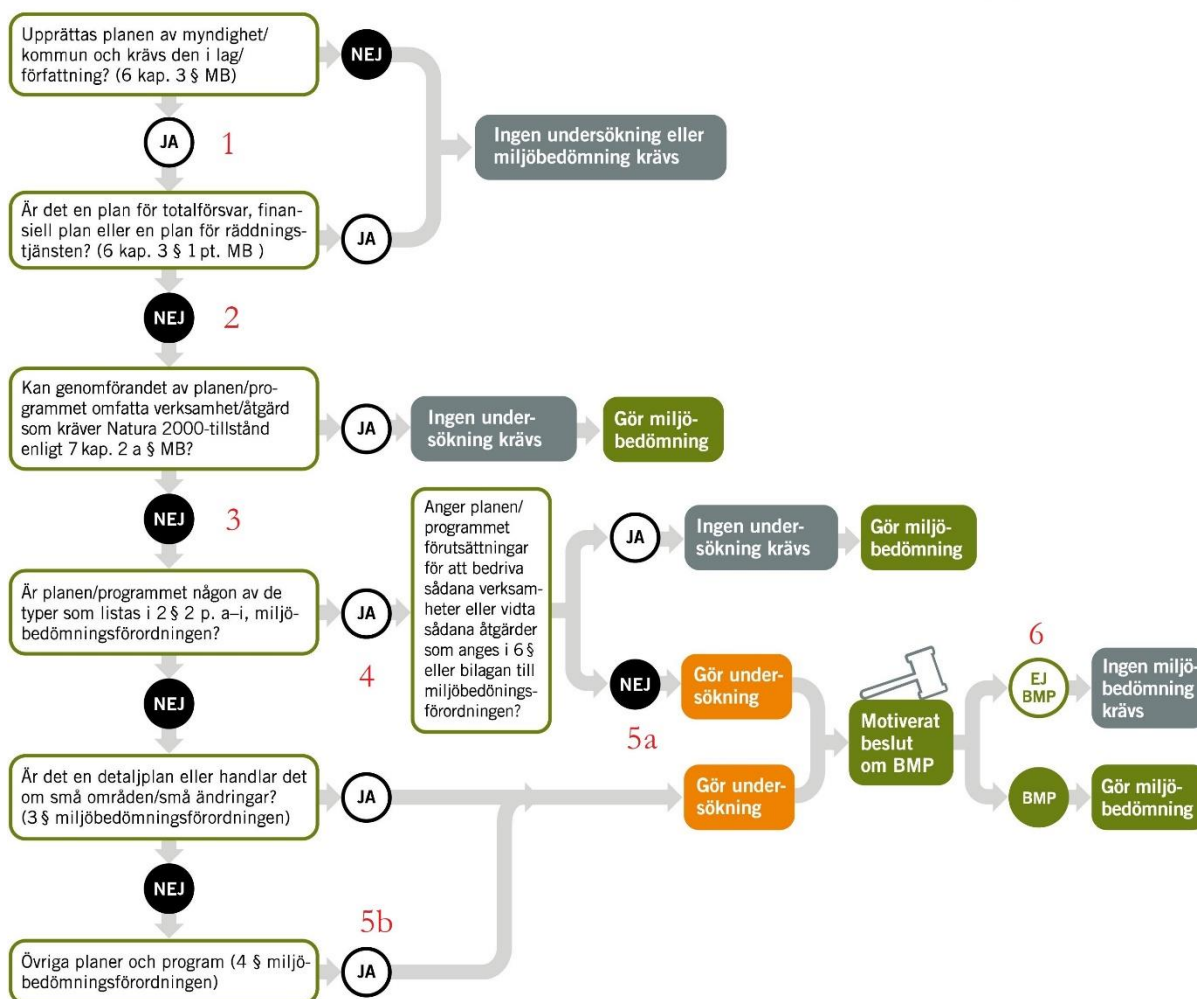 Upprättas planen av myndighet/
kommun och krävs den i lag/
författning? (6 kap. 3 § MB)
NEJ
Ingen undersökning eller
miljöbedömning krävs
JA
1
Är det en plan för totalförsvar, finan-
siell plan eller en plan för räddnings-
tjänsten? (6 kap. 3 § 1 pt. MB )
JA
NEJ
2
Kan genomförandet av planen/pro-
grammet omfatta verksamhet/åtgärd
som kräver Natura 2000-tillstånd
enligt 7 kap. 2 a § MB?
JA
Ingen under-
sökning krävs
Gör miljö-
bedömning
NEJ
3
Är planen/programmet någon av de
typer som listas i 2 § 2 p. a–i, miljö-
bedömningsförordningen?
JA
4
Anger planen/
programmet
förutsättningar
för att bedriva
sådana verksam-
heter eller vidta
sådana åtgärder
som anges i 6 §
eller bilagan till
miljöbedönings-
förordningen?
JA
Ingen under-
sökning krävs
Gör miljö-
bedömning
NEJ
5a
Gör under-
sökning
Motiverat
beslut
om BMP
6
EJ
BMP
Ingen miljö-
bedömning
krävs
BMP
Gör miljö-
bedömning
NEJ
Är det en detaljplan eller handlar det
om små områden/små ändringar?
(3 § miljöbedömningsförordningen)
JA
Gör under-
sökning
NEJ
5b
Övriga planer och program (4 § miljö-
bedömningsförordningen)
JA